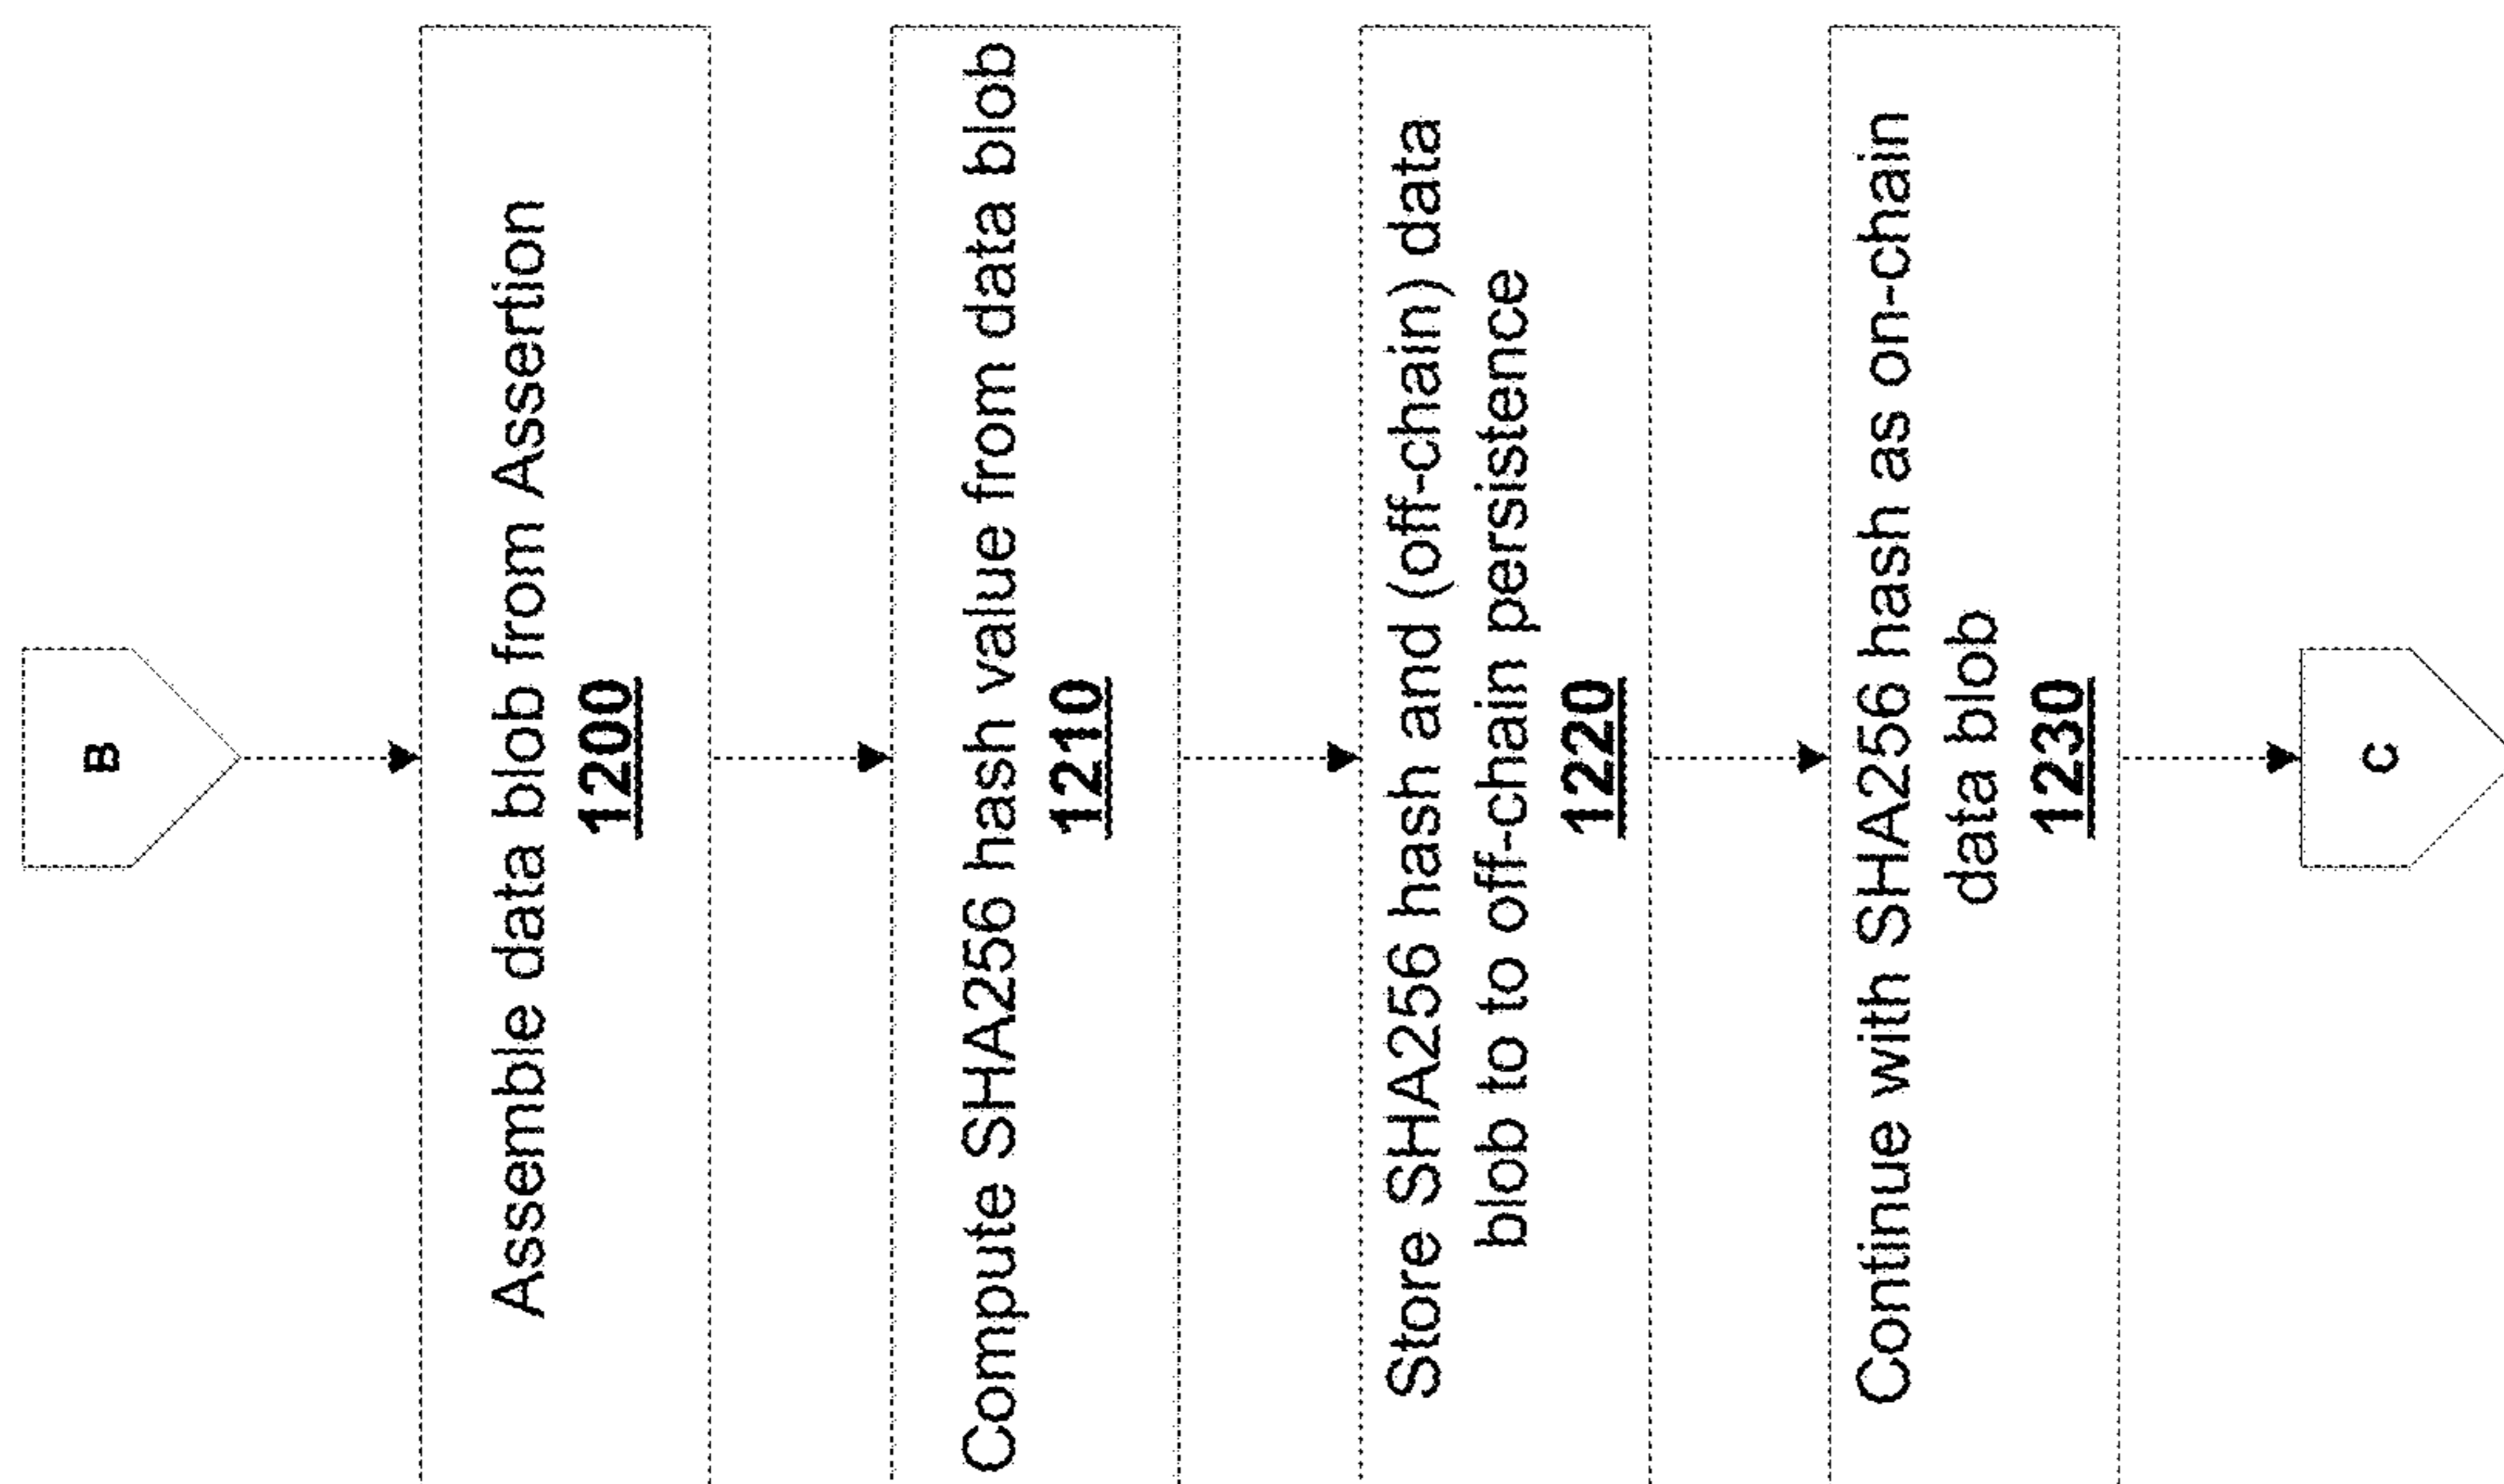 B
Assemble data blob from Assertion
1200
Compute SHA256 hash value from data blob
1210
Store SHA256 hash and (off-chain) data
blob to to off-chain persistence
1220
Continue with SHA256 hash as on-chain
data blob
1230
C